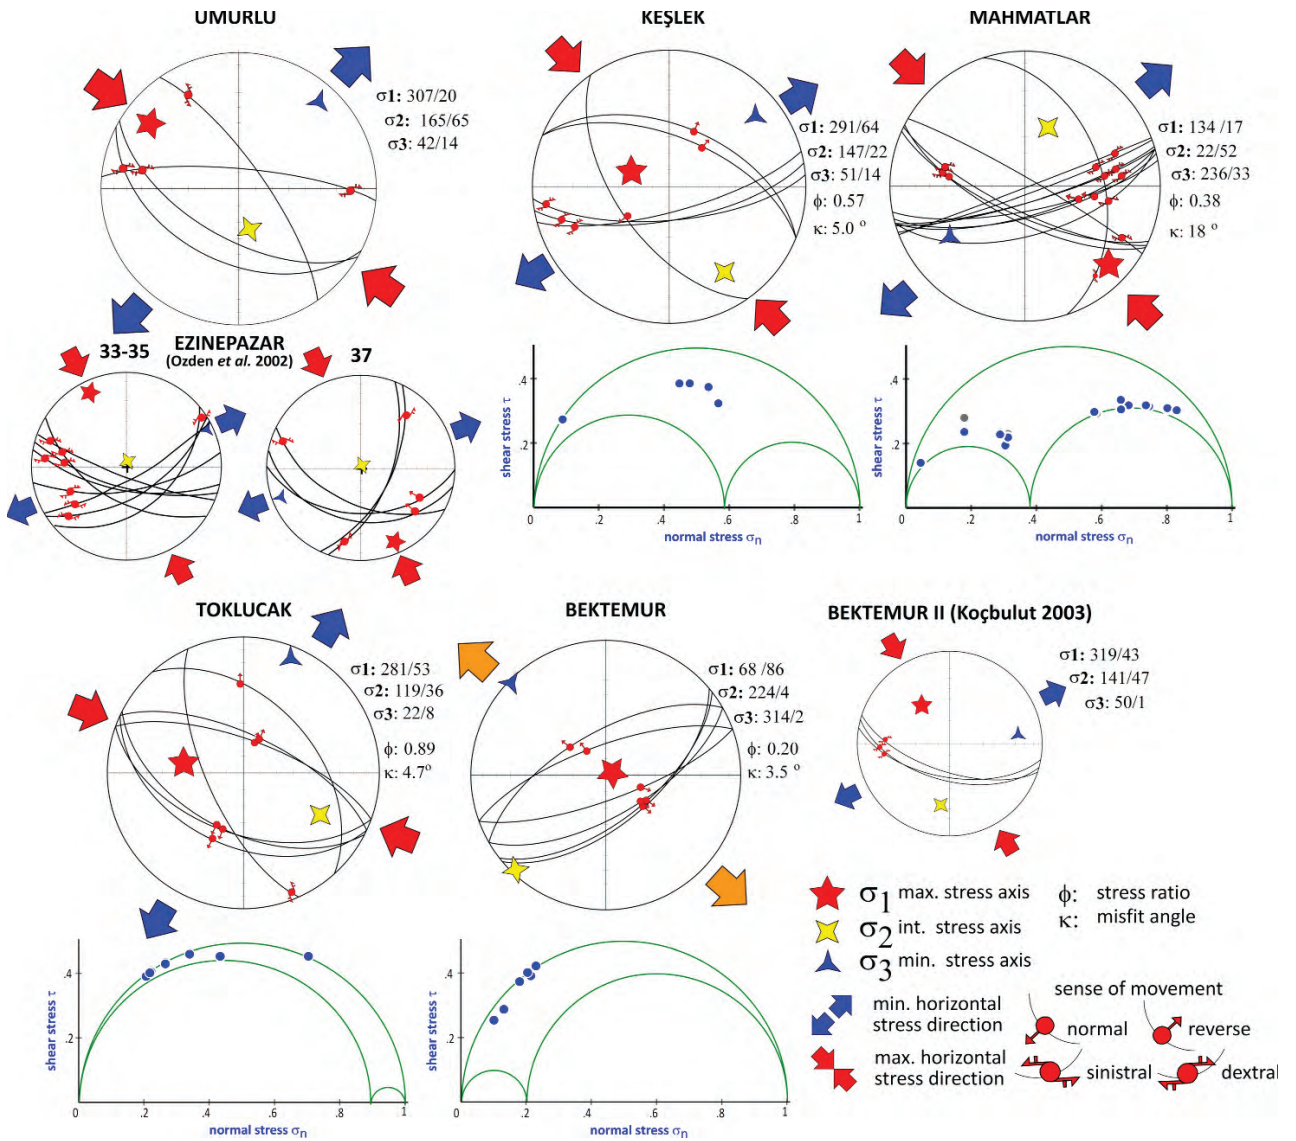 UMURLU
σ1: 307/20
σ2: 165/65
σ3: 42/14
KEŞLEK
σ1: 291/64
σ2: 147/22
σ3: 51/14
ϕ: 0.57
κ: 5.0 °
MAHMATLAR
σ1: 134 /17
σ2: 22/52
σ3: 236/33
ϕ: 0.38
κ: 18 °
EZINEPAZAR
(Ozden et al. 2002)
33-35
37
shear stress τ
.4
.2
0
.2
.4
.6
.8
1
normal stress σn
shear stress τ
.4
.2
0
.2
.4
.6
.8
1
normal stress σn
TOKLUCAK
σ1: 281/53
σ2: 119/36
σ3: 22/8
ϕ: 0.89
κ: 4.7°
BEKTEMUR
σ1: 68 /86
σ2: 224/4
σ3: 314/2
ϕ: 0.20
κ: 3.5 °
BEKTEMUR II (Koçbulut 2003)
σ1: 319/43
σ2: 141/47
σ3: 50/1
shear stress τ
.4
.2
0
.2
.4
.6
.8
1
normal stress σn
shear stress τ
.4
.2
0
.2
.4
.6
.8
1
normal stress σn
σ1 max. stress axis
σ2 int. stress axis
σ3 min. stress axis
ϕ: stress ratio
κ: misfit angle
min. horizontal
stress direction
max. horizontal
stress direction
sense of movement
normal
reverse
sinistral
dextral